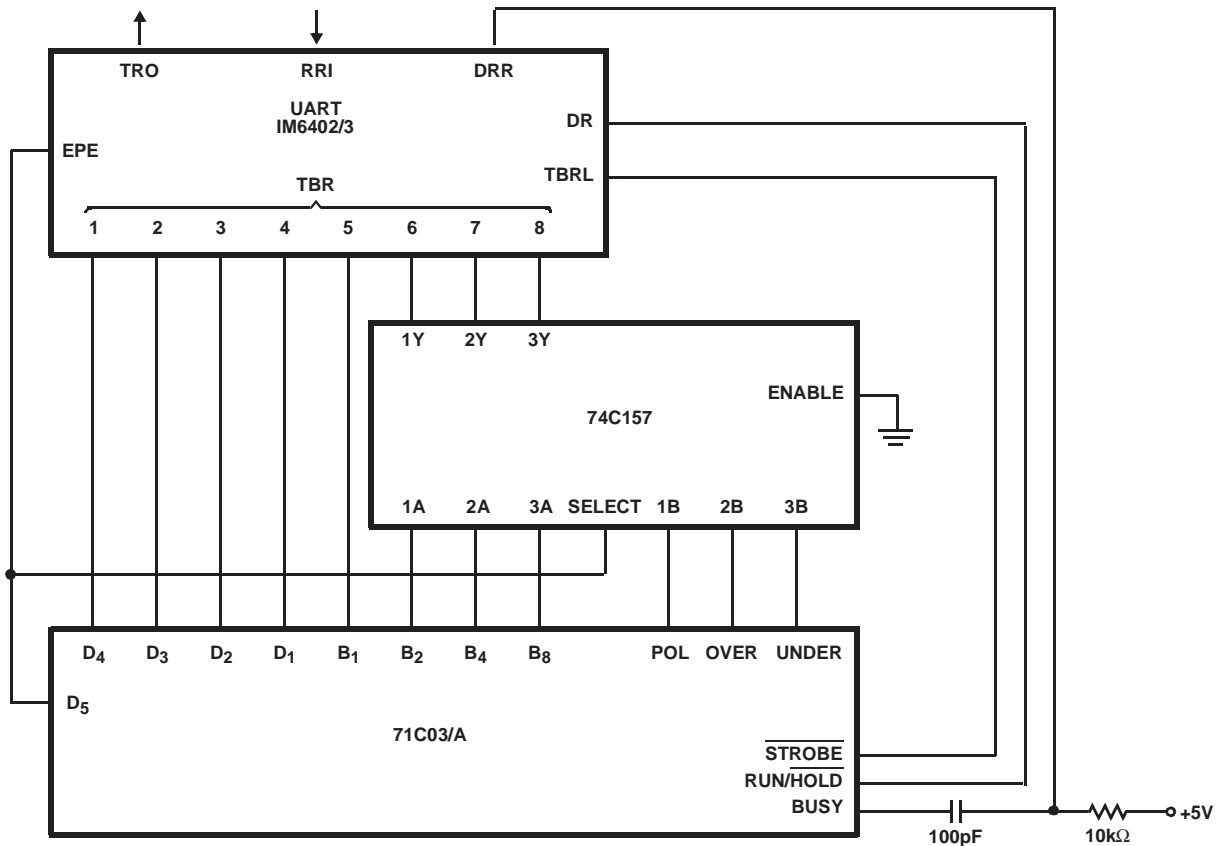 TRO RRI DRR
UART
IM6402/3
DR
EPE
TBRL
TBR
1 2 3 4 5 6 7 8
1Y 2Y 3Y
ENABLE
74C157
1A 2A 3A SELECT 1B 2B 3B
D4 D3 D2 D1 B1 B2 B4 B8 POL OVER UNDER
D5
71C03/A
STROBE
RUN/HOLD
BUSY
+5V
100pF 10kΩ